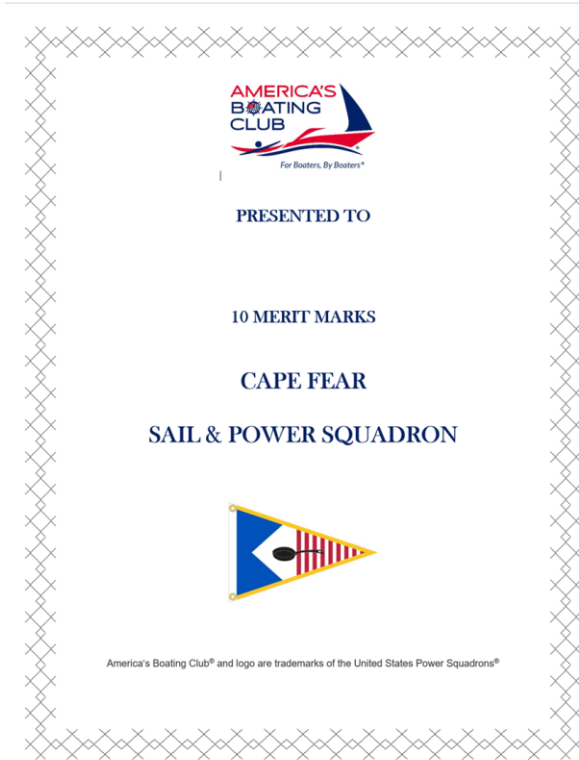 AMERICA'S
BOATING
CLUB®
For Boaters, By Boaters®
PRESENTED TO
10 MERIT MARKS
CAPE FEAR
SAIL & POWER SQUADRON
America's Boating Club® and logo are trademarks of the United States Power Squadrons®